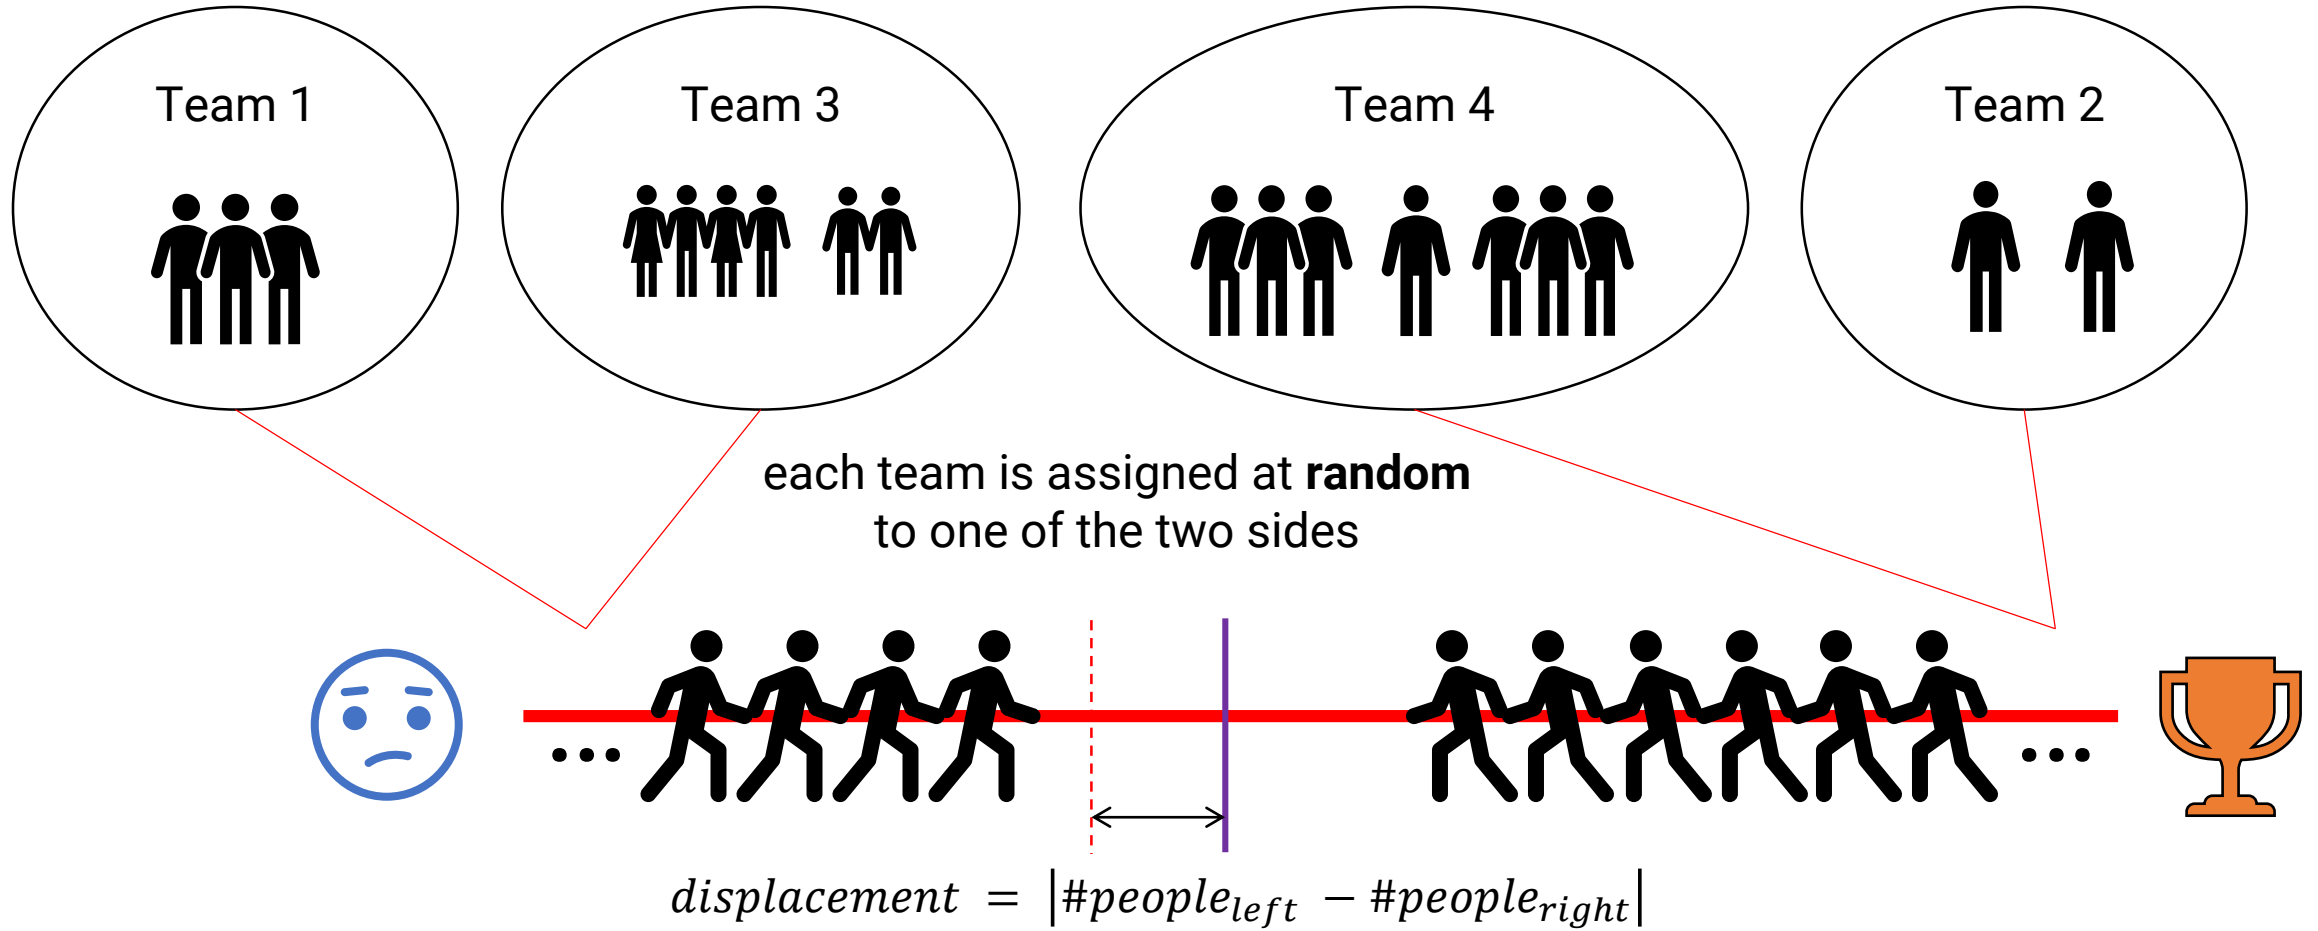 Team 1
Team 3
Team 4
Team 2
each team is assigned at random
to one of the two sides
displacement = |#people_left − #people_right|